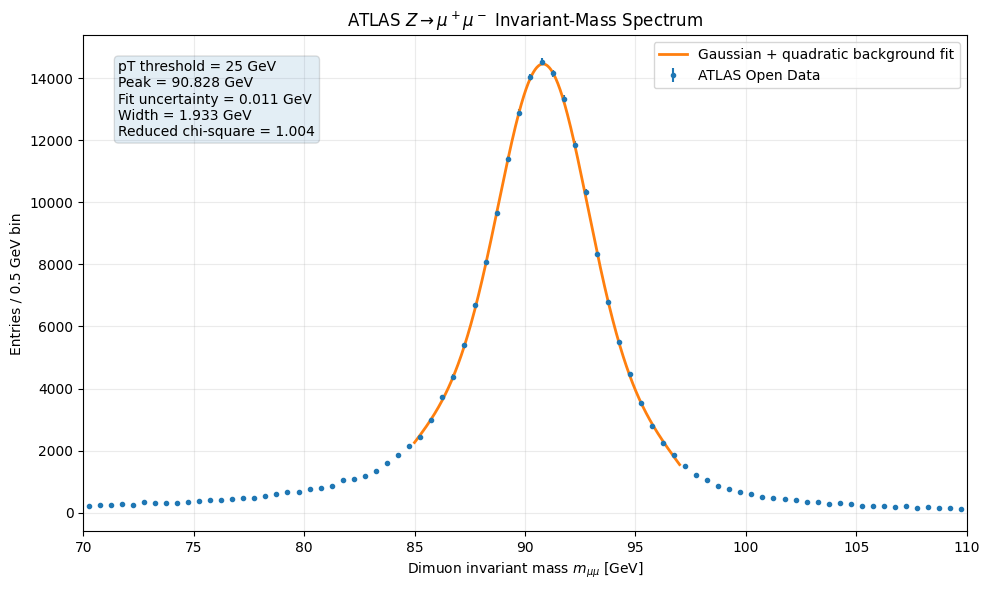 ATLAS Z → μ⁺μ⁻ Invariant-Mass Spectrum
pT threshold = 25 GeV
Peak = 90.828 GeV
Fit uncertainty = 0.011 GeV
Width = 1.933 GeV
Reduced chi-square = 1.004
Gaussian + quadratic background fit
ATLAS Open Data
Entries / 0.5 GeV bin
14000
12000
10000
8000
6000
4000
2000
0
70 75 80 85 90 95 100 105 110
Dimuon invariant mass m_μμ [GeV]